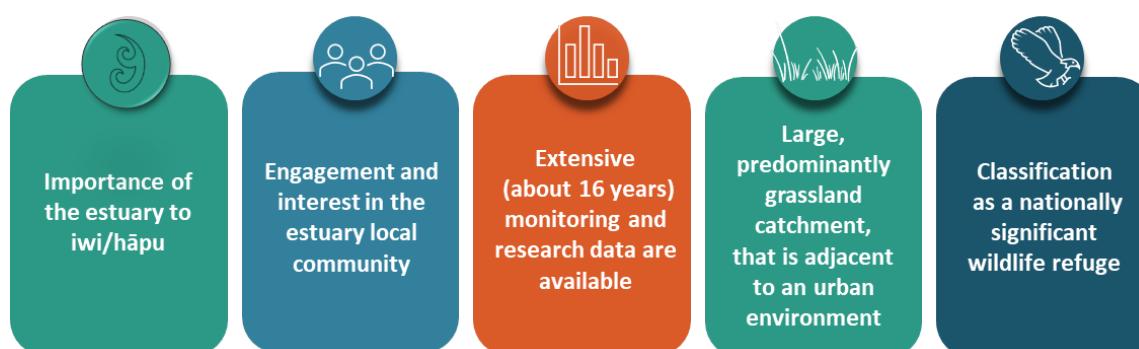 Importance of
the estuary to
iwi/hāpu
Engagement and
interest in the
estuary local
community
Extensive
(about 16 years)
monitoring and
research data are
available
Large,
predominantly
grassland
catchment,
that is adjacent
to an urban
environment
Classification
as a nationally
significant
wildlife refuge